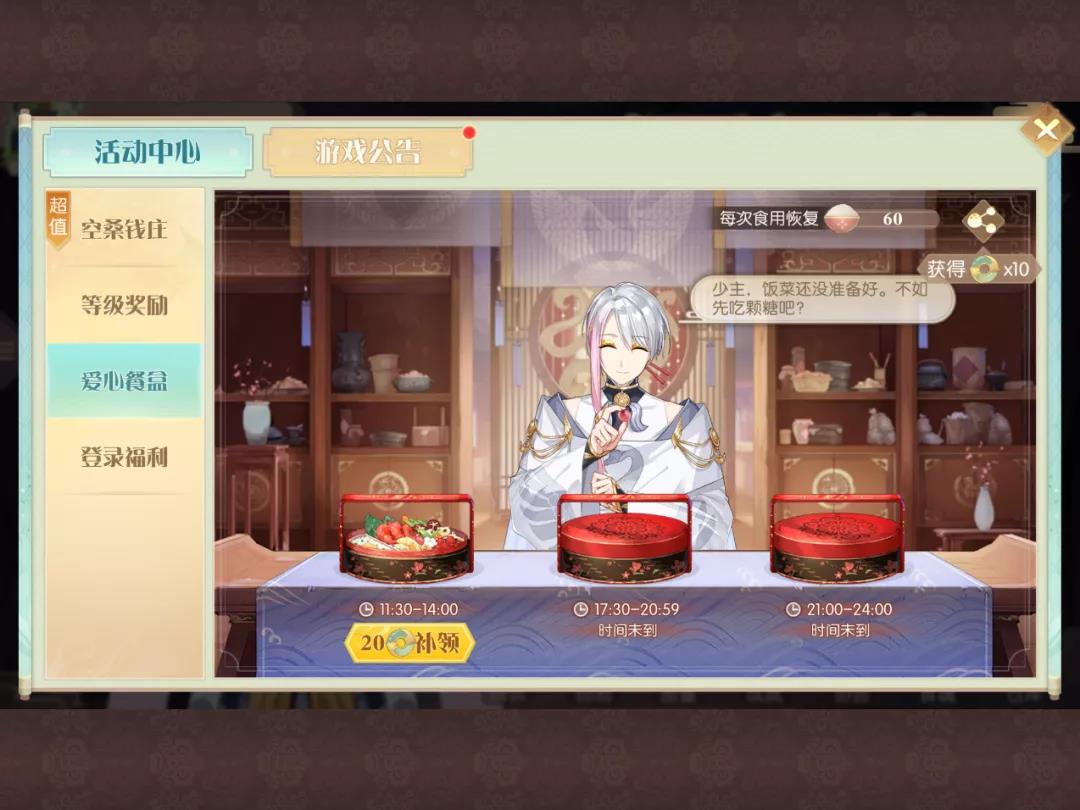 活动中心
游戏公告
超值
空桑钱庄
等级奖励
爱心餐盒
登录福利
每次食用恢复 60
获得 x10
少主，饭菜还没准备好。不如
先吃颗糖吧？
11:30-14:00
20 补领
17:30-20:59
时间未到
21:00-24:00
时间未到